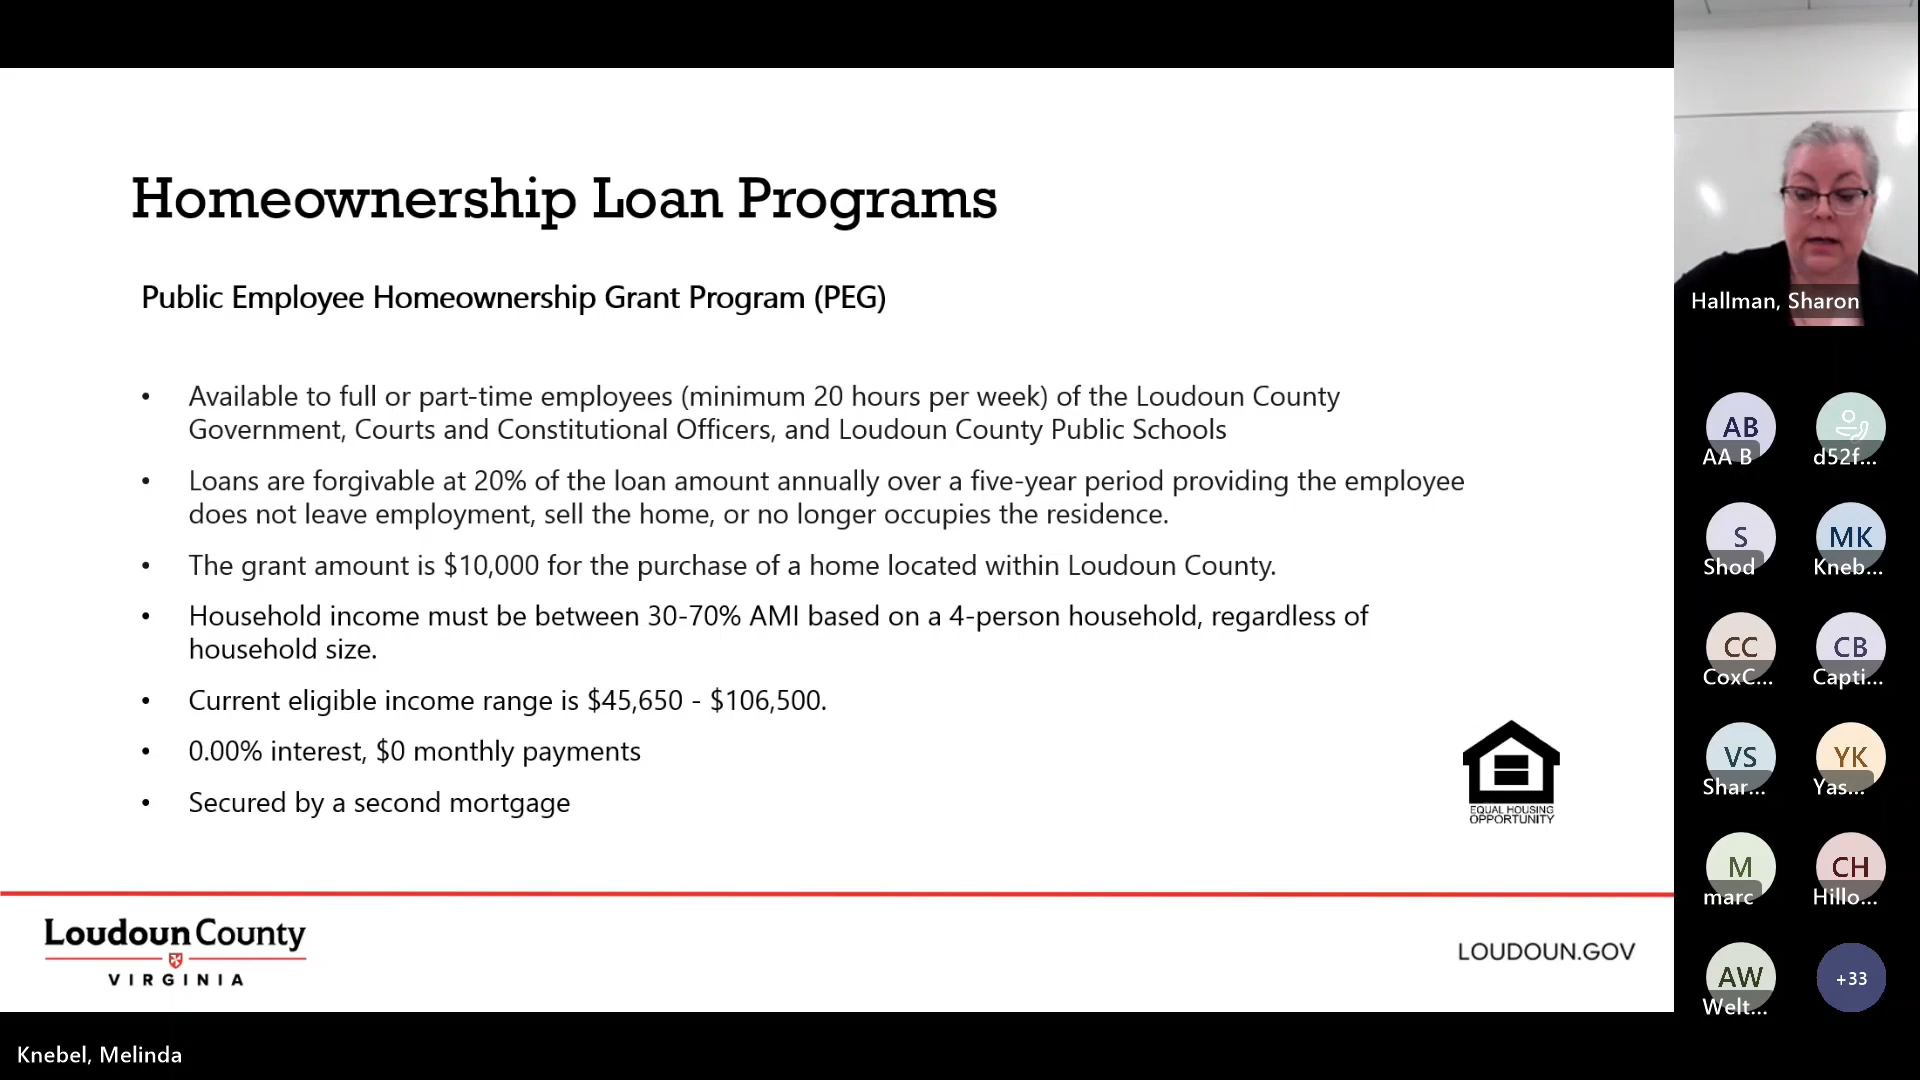 Homeownership Loan Programs
Public Employee Homeownership Grant Program (PEG)
• Available to full or part-time employees (minimum 20 hours per week) of the Loudoun County
Government, Courts and Constitutional Officers, and Loudoun County Public Schools
• Loans are forgivable at 20% of the loan amount annually over a five-year period providing the employee
does not leave employment, sell the home, or no longer occupies the residence.
• The grant amount is $10,000 for the purchase of a home located within Loudoun County.
• Household income must be between 30-70% AMI based on a 4-person household, regardless of
household size.
• Current eligible income range is $45,650 - $106,500.
• 0.00% interest, $0 monthly payments
• Secured by a second mortgage
EQUAL HOUSING
OPPORTUNITY
Loudoun County
VIRGINIA
LOUDOUN.GOV
Knebel, Melinda
Hallman, Sharon
AB
AA B
d52f...
S
Shod
MK
Kneb...
CC
CoxC...
CB
Capti...
VS
Shar...
YK
Yas...
M
marc
CH
Hillo...
AW
Welt...
+33